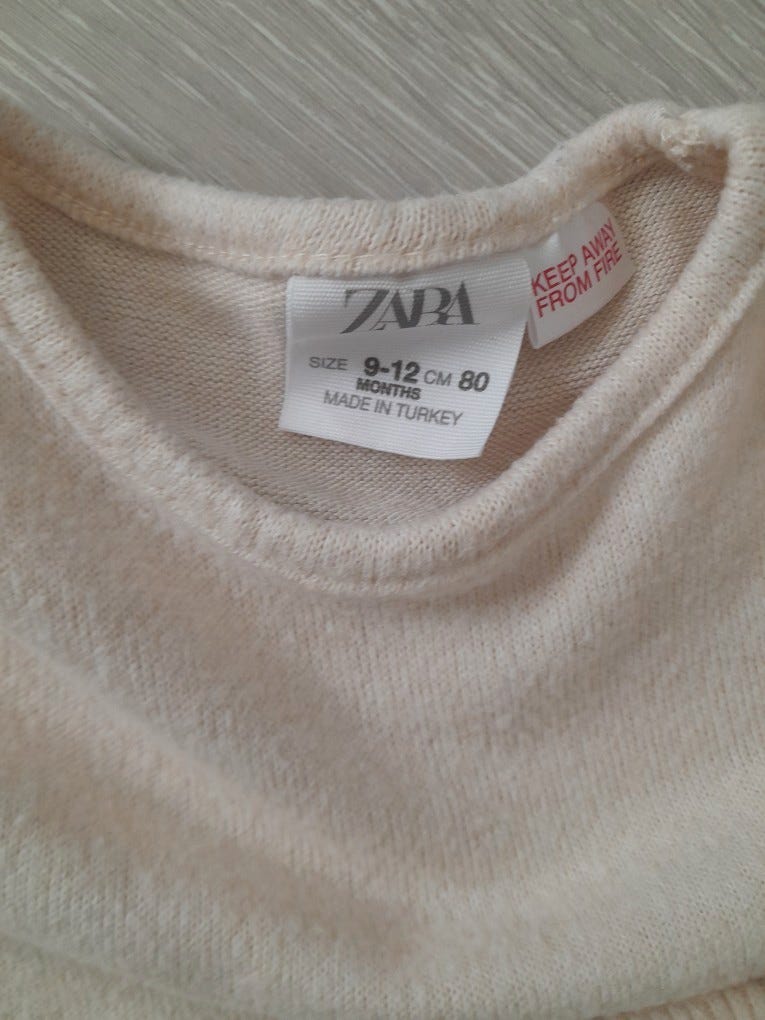 ZARA
SIZE 9-12 CM 80
MONTHS
MADE IN TURKEY
KEEP AWAY
FROM FIRE